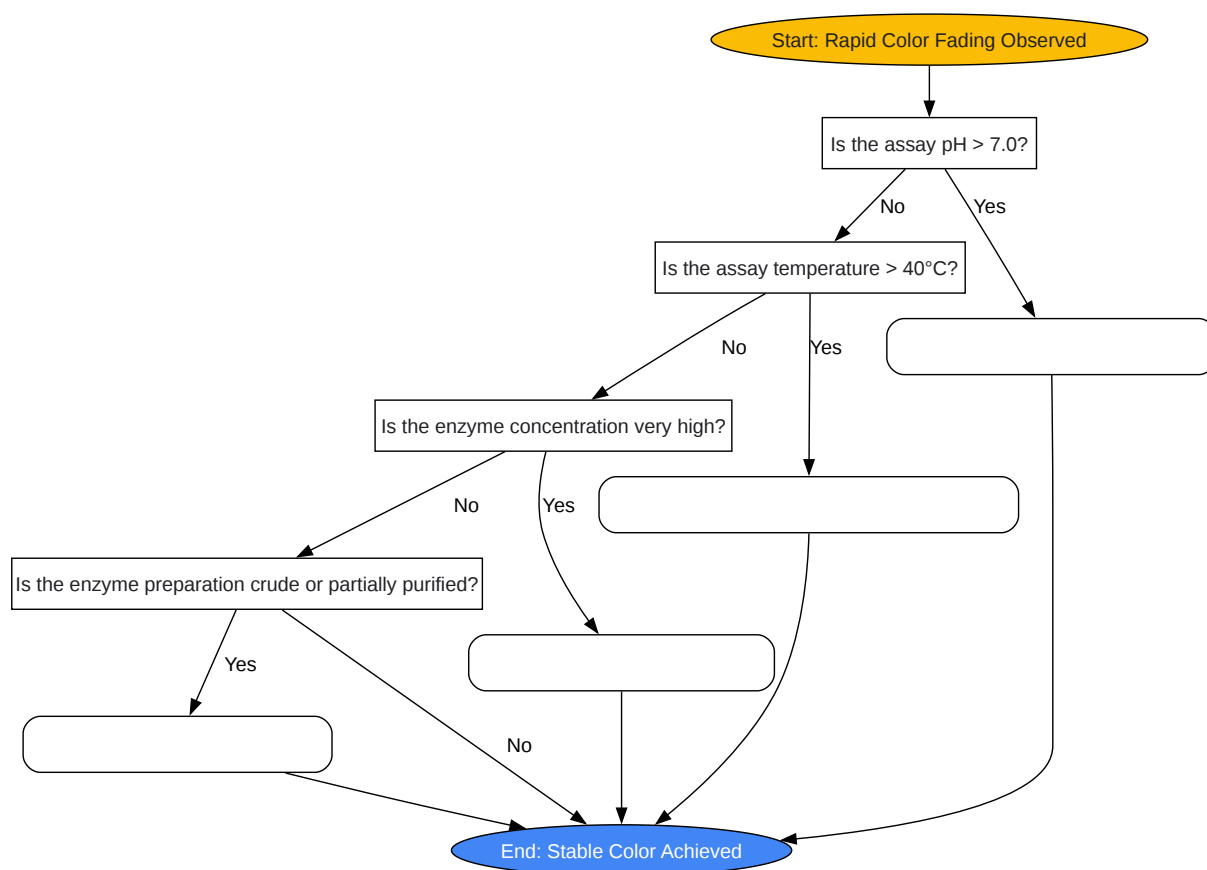 Start: Rapid Color Fading Observed
Is the assay pH > 7.0?
No
Yes
Is the assay temperature > 40°C?
No
Yes
Is the enzyme concentration very high?
No
Yes
Is the enzyme preparation crude or partially purified?
Yes
No
End: Stable Color Achieved